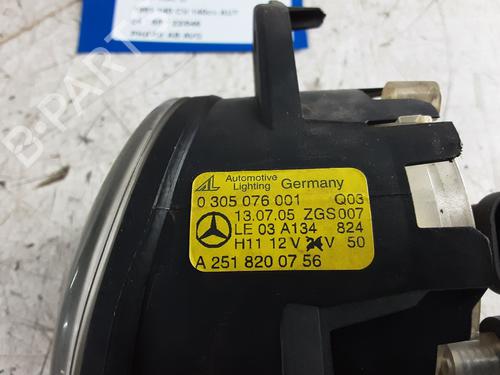 Automotive
Lighting Germany
0 305 076 001 Q03
13.07.05 ZGS 007
LE 03 A134 824
H11 12 V 24 V 50
A 251 820 07 56
B-PARTS